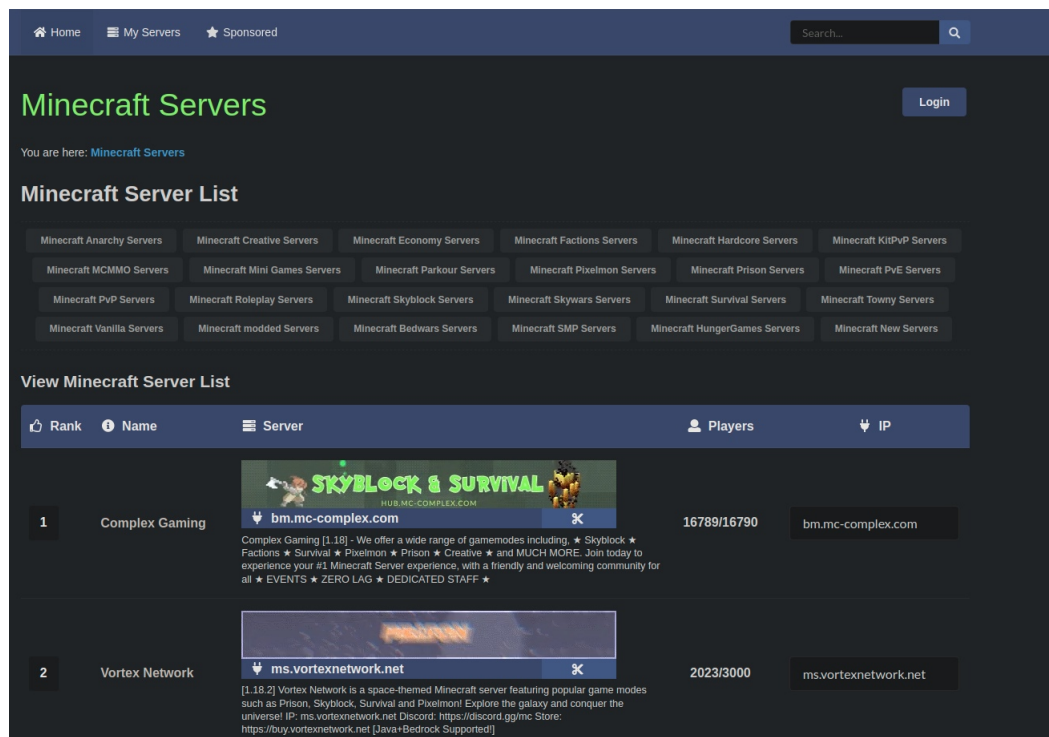 Home My Servers Sponsored Search...
Minecraft Servers
Login
You are here: Minecraft Servers
Minecraft Server List
Minecraft Anarchy Servers Minecraft Creative Servers Minecraft Economy Servers Minecraft Factions Servers Minecraft Hardcore Servers Minecraft KitPvP Servers
Minecraft MCMMO Servers Minecraft Mini Games Servers Minecraft Parkour Servers Minecraft Pixelmon Servers Minecraft Prison Servers Minecraft PvE Servers
Minecraft PvP Servers Minecraft Roleplay Servers Minecraft Skyblock Servers Minecraft Skywars Servers Minecraft Survival Servers Minecraft Towny Servers
Minecraft Vanilla Servers Minecraft modded Servers Minecraft Bedwars Servers Minecraft SMP Servers Minecraft HungerGames Servers Minecraft New Servers
View Minecraft Server List
Rank Name Server Players IP
SKYBLOCK & SURVIVAL
HUB.MC-COMPLEX.COM
bm.mc-complex.com
1 Complex Gaming 16789/16790 bm.mc-complex.com
Complex Gaming [1.18] - We offer a wide range of gamemodes including, ★ Skyblock ★
Factions ★ Survival ★ Pixelmon ★ Prison ★ Creative ★ and MUCH MORE. Join today to
experience your #1 Minecraft Server experience, with a friendly and welcoming community for
all ★ EVENTS ★ ZERO LAG ★ DEDICATED STAFF ★
ms.vortexnetwork.net
2 Vortex Network 2023/3000 ms.vortexnetwork.net
[1.18.2] Vortex Network is a space-themed Minecraft server featuring popular game modes
such as Prison, Skyblock, Survival and Pixelmon! Explore the galaxy and conquer the
universe! IP: ms.vortexnetwork.net Discord: https://discord.gg/mc Store:
https://buy.vortexnetwork.net [Java+Bedrock Supported!]